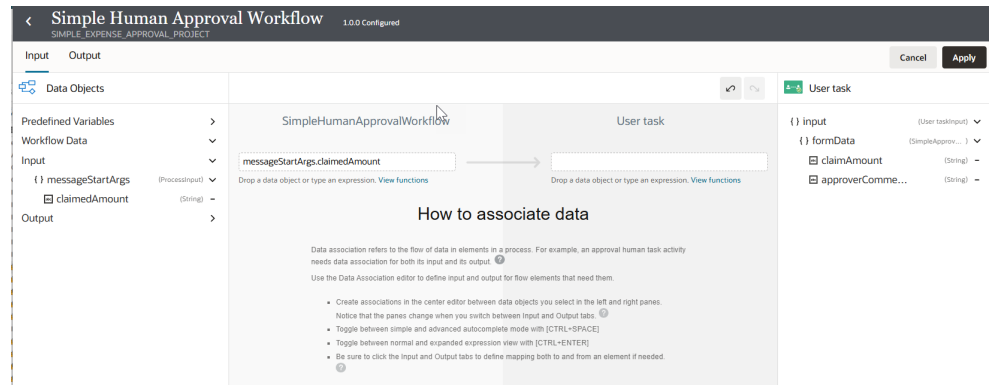 Simple Human Approval Workflow 1.0.0 Configured
SIMPLE_EXPENSE_APPROVAL_PROJECT
Input Output Cancel Apply
Data Objects User task
Predefined Variables
Workflow Data
Input
{ } messageStartArgs (ProcessInput)
claimedAmount (String)
Output
SimpleHumanApprovalWorkflow User task
messageStartArgs.claimedAmount
Drop a data object or type an expression. View functions Drop a data object or type an expression. View functions
How to associate data
Data association refers to the flow of data in elements in a process. For example, an approval human task activity
needs data association for both its input and its output.
Use the Data Association editor to define input and output for flow elements that need them.
Create associations in the center editor between data objects you select in the left and right panes.
Notice that the panes change when you switch between Input and Output tabs.
Toggle between simple and advanced autocomplete mode with [CTRL+SPACE]
Toggle between normal and expanded expression view with [CTRL+ENTER]
Be sure to click the Input and Output tabs to define mapping both to and from an element if needed.
{ } input (User taskInput)
{ } formData (SimpleApprov... )
claimAmount (String)
approverComme... (String)